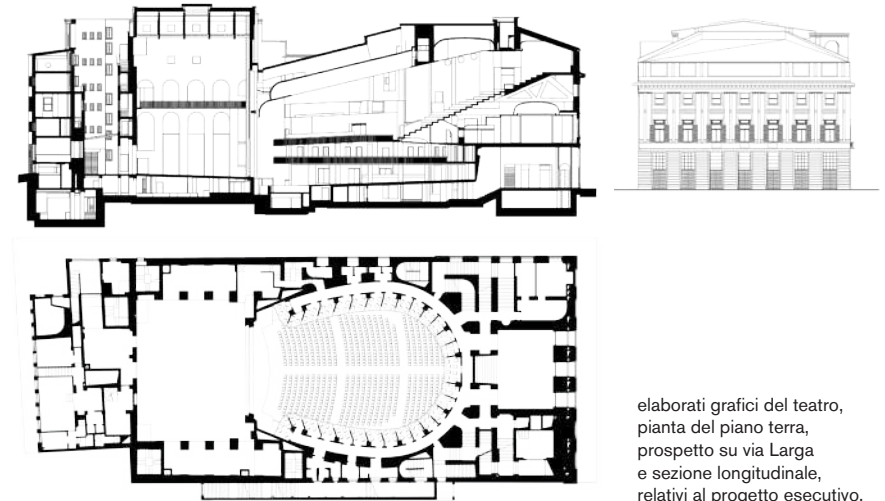 elaborati grafici del teatro,
pianta del piano terra,
prospetto su via Larga
e sezione longitudinale,
relativi al progetto esecutivo.